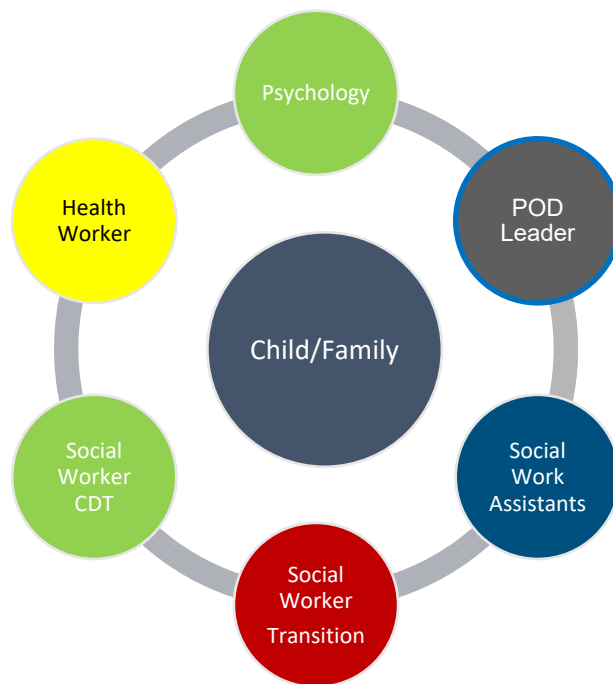 Psychology
Health
Worker
POD
Leader
Child/Family
Social
Worker
CDT
Social
Work
Assistants
Social
Worker
Transition